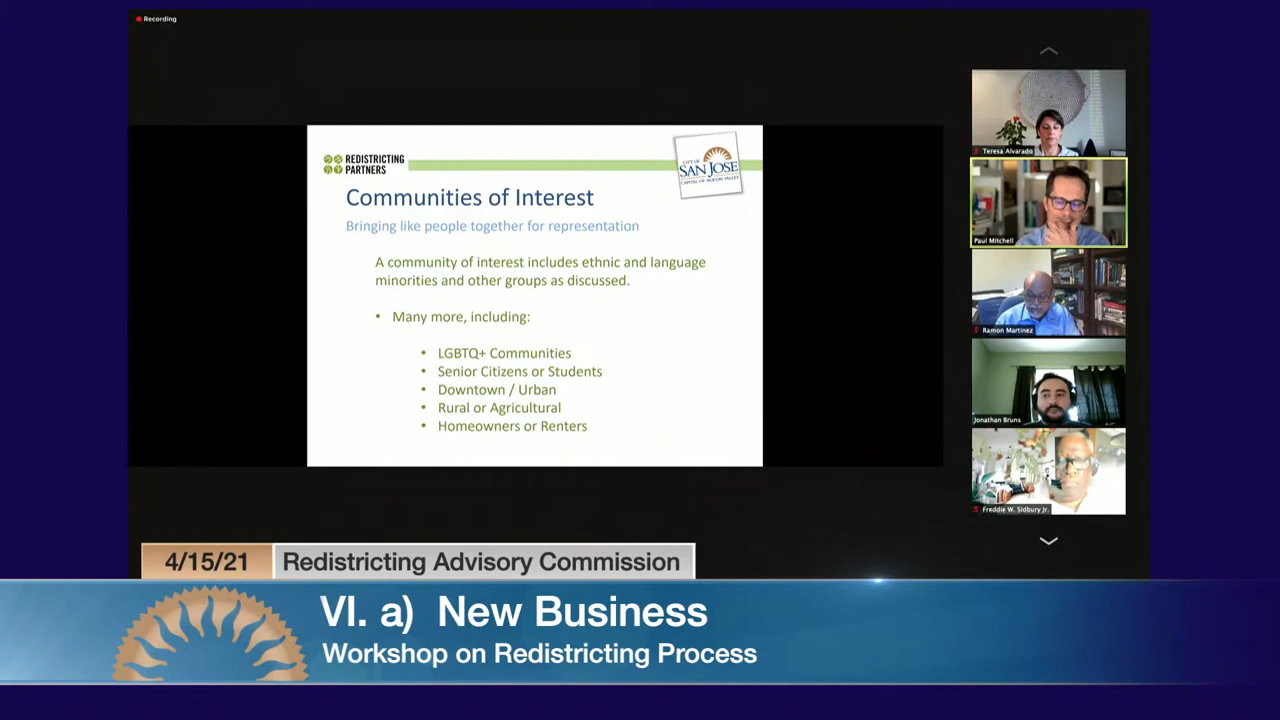 Recording
REDISTRICTING
PARTNERS
CITY OF
SAN JOSE
CAPITAL OF SILICON VALLEY
Communities of Interest
Bringing like people together for representation
A community of interest includes ethnic and language
minorities and other groups as discussed.
• Many more, including:
• LGBTQ+ Communities
• Senior Citizens or Students
• Downtown / Urban
• Rural or Agricultural
• Homeowners or Renters
Teresa Alvarado
Paul Mitchell
Ramon Martinez
Jonathan Bruns
Freddie W. Sidbury Jr.
4/15/21 Redistricting Advisory Commission
VI. a) New Business
Workshop on Redistricting Process